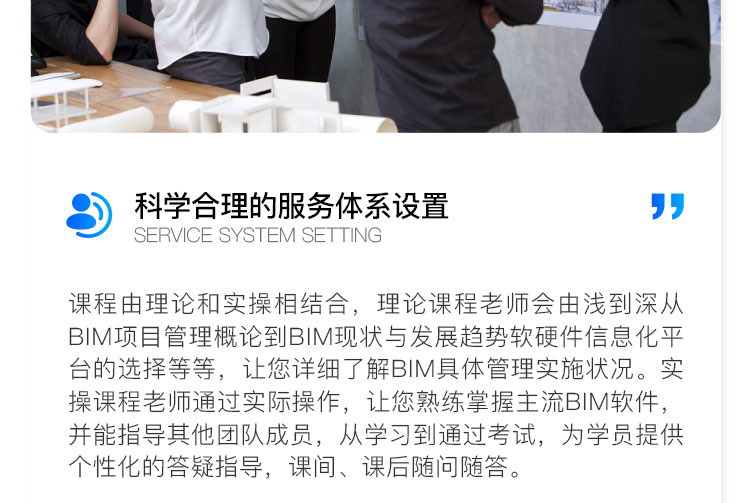 科学合理的服务体系设置
SERVICE SYSTEM SETTING
课程由理论和实操相结合，理论课程老师会由浅到深从
BIM项目管理概论到BIM现状与发展趋势软硬件信息化平
台的选择等等，让您详细了解BIM具体管理实施状况。实
操课程老师通过实际操作，让您熟练掌握主流BIM软件，
并能指导其他团队成员，从学习到通过考试，为学员提供
个性化的答疑指导，课间、课后随问随答。